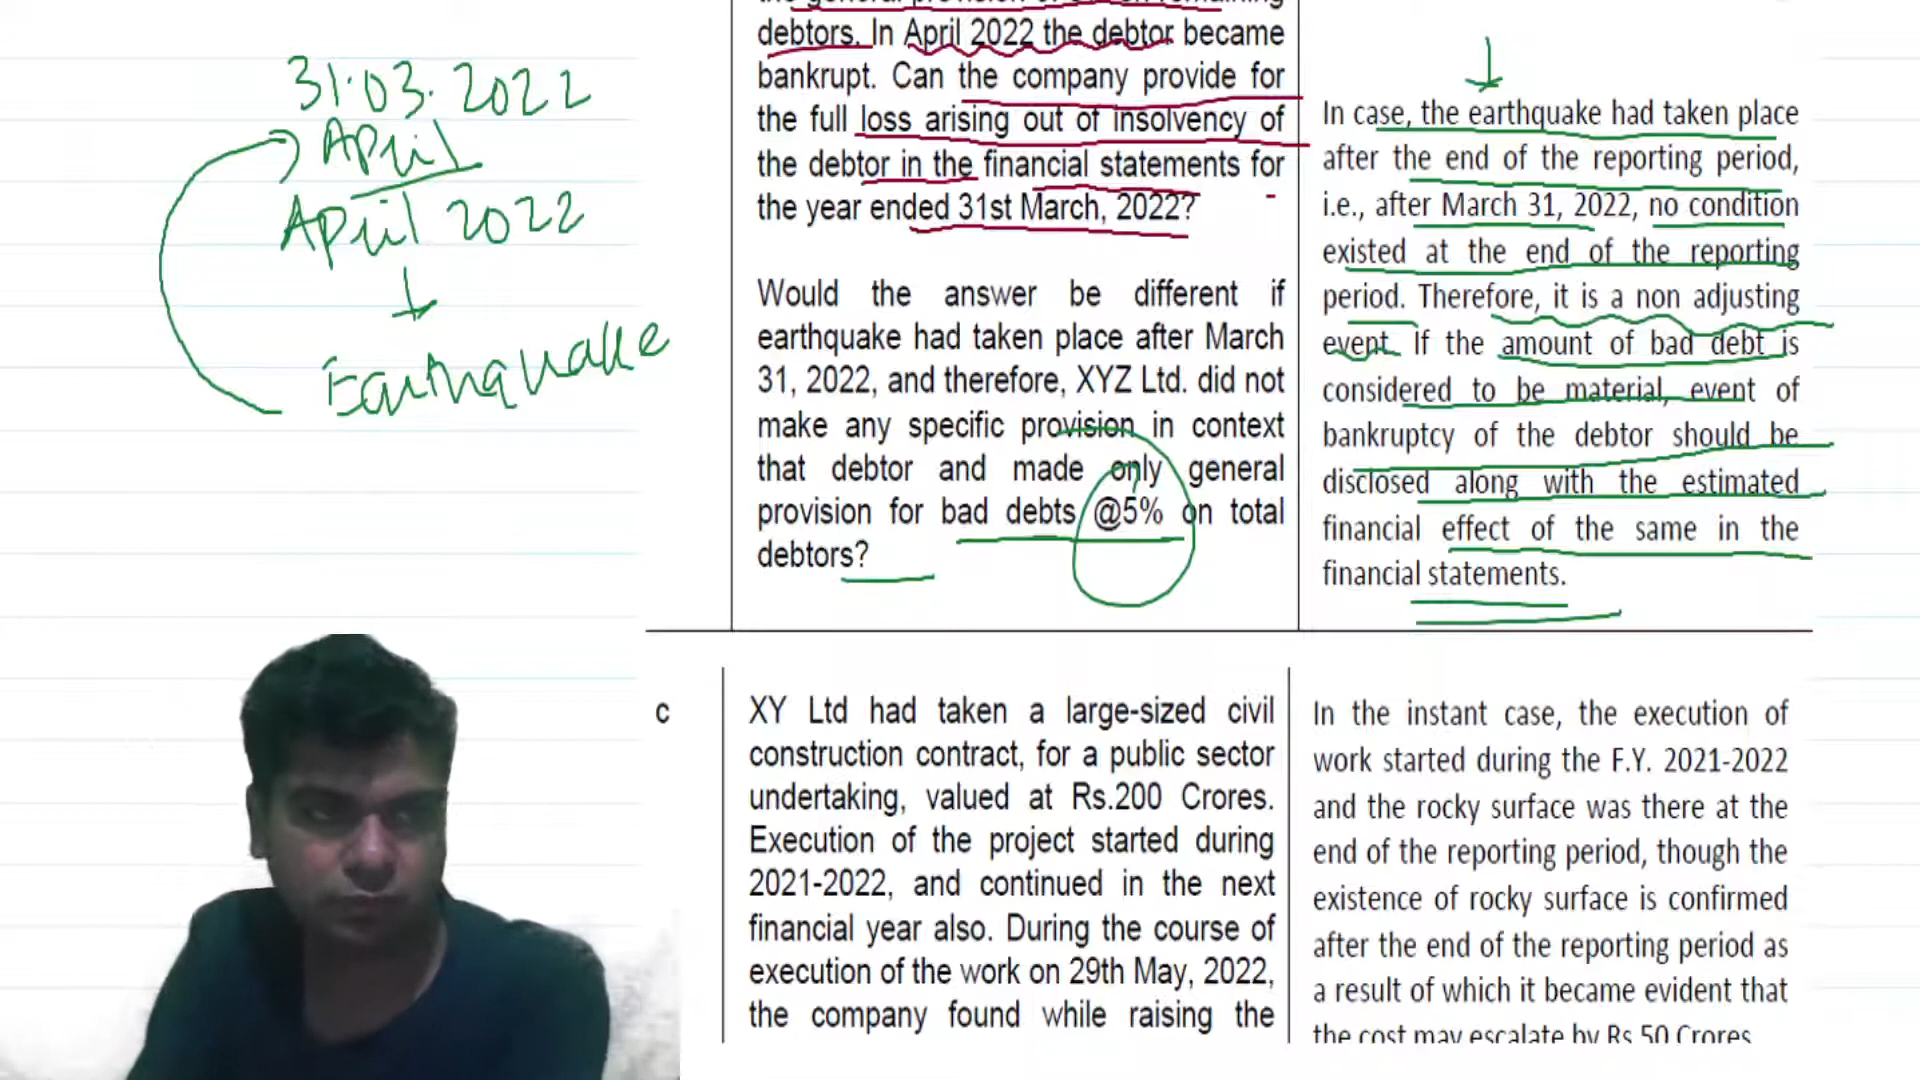 31.03.2022
April
April 2022
Earthquake
debtors. In April 2022 the debtor became
bankrupt. Can the company provide for
the full loss arising out of insolvency of
the debtor in the financial statements for
the year ended 31st March, 2022?
Would the answer be different if
earthquake had taken place after March
31, 2022, and therefore, XYZ Ltd. did not
make any specific provision in context
that debtor and made only general
provision for bad debts @5% on total
debtors?
In case, the earthquake had taken place
after the end of the reporting period,
i.e., after March 31, 2022, no condition
existed at the end of the reporting
period. Therefore, it is a non adjusting
event. If the amount of bad debt is
considered to be material, event of
bankruptcy of the debtor should be
disclosed along with the estimated
financial effect of the same in the
financial statements.
c
XY Ltd had taken a large-sized civil
construction contract, for a public sector
undertaking, valued at Rs.200 Crores.
Execution of the project started during
2021-2022, and continued in the next
financial year also. During the course of
execution of the work on 29th May, 2022,
the company found while raising the
In the instant case, the execution of
work started during the F.Y. 2021-2022
and the rocky surface was there at the
end of the reporting period, though the
existence of rocky surface is confirmed
after the end of the reporting period as
a result of which it became evident that
the cost may escalate by Rs 50 Crores